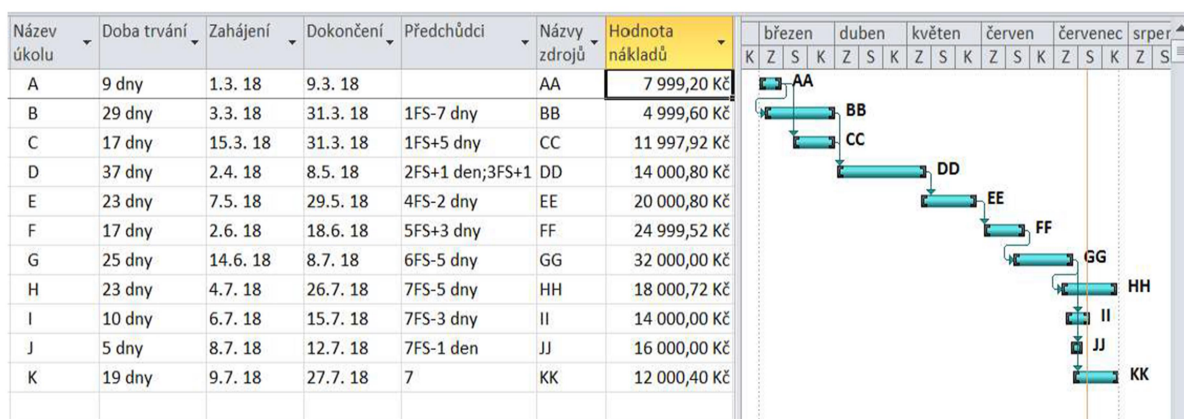 Název úkolu Doba trvání Zahájení Dokončení Předchůdci Názvy zdrojů Hodnota nákladů
A 9 dny 1.3. 18 9.3. 18 AA 7 999,20 Kč
B 29 dny 3.3. 18 31.3. 18 1FS-7 dny BB 4 999,60 Kč
C 17 dny 15.3. 18 31.3. 18 1FS+5 dny CC 11 997,92 Kč
D 37 dny 2.4. 18 8.5. 18 2FS+1 den;3FS+1 DD 14 000,80 Kč
E 23 dny 7.5. 18 29.5. 18 4FS-2 dny EE 20 000,80 Kč
F 17 dny 2.6. 18 18.6. 18 5FS+3 dny FF 24 999,52 Kč
G 25 dny 14.6. 18 8.7. 18 6FS-5 dny GG 32 000,00 Kč
H 23 dny 4.7. 18 26.7. 18 7FS-5 dny HH 18 000,72 Kč
I 10 dny 6.7. 18 15.7. 18 7FS-3 dny II 14 000,00 Kč
J 5 dny 8.7. 18 12.7. 18 7FS-1 den JJ 16 000,00 Kč
K 19 dny 9.7. 18 27.7. 18 7 KK 12 000,40 Kč
březen duben květen červen červenec srper
K Z S K Z S K Z S K Z S K Z S K Z S
AA
BB
CC
DD
EE
FF
GG
HH
II
JJ
KK